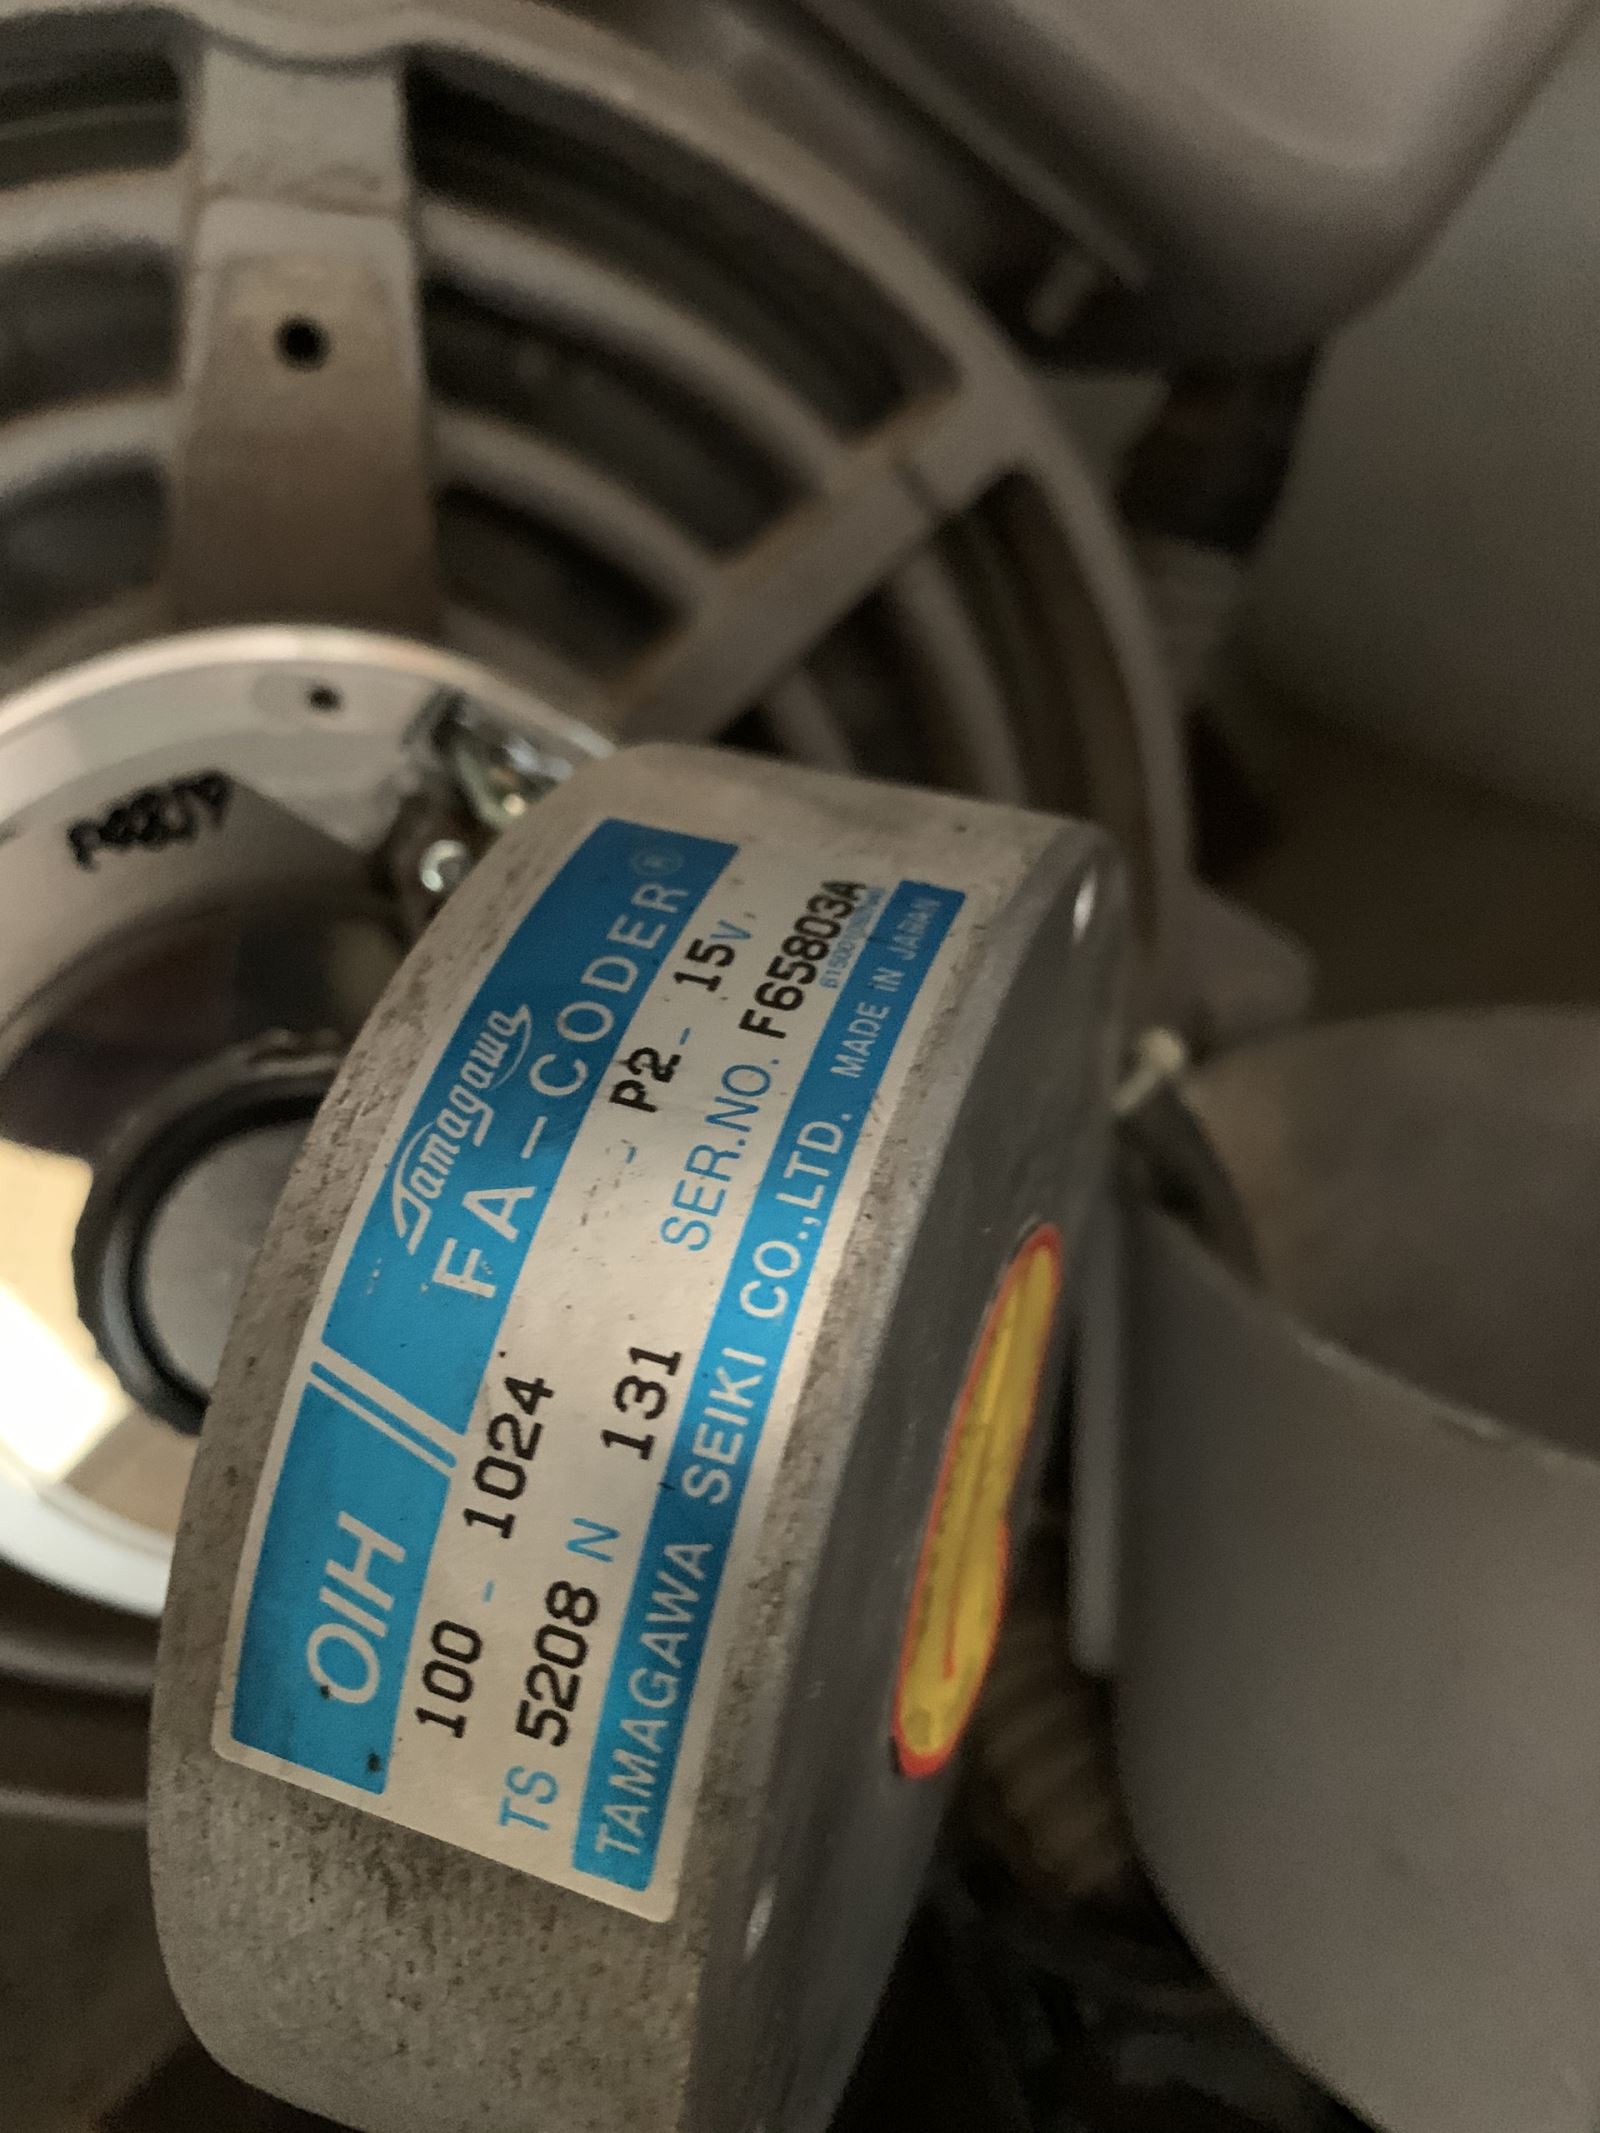 Tamagawa
OIH FA-CODER®
100 - 1024 - P2 - 15V.
TS 5208 N 131 SER.NO. F65803A
TAMAGAWA SEIKI CO.,LTD. MADE IN JAPAN